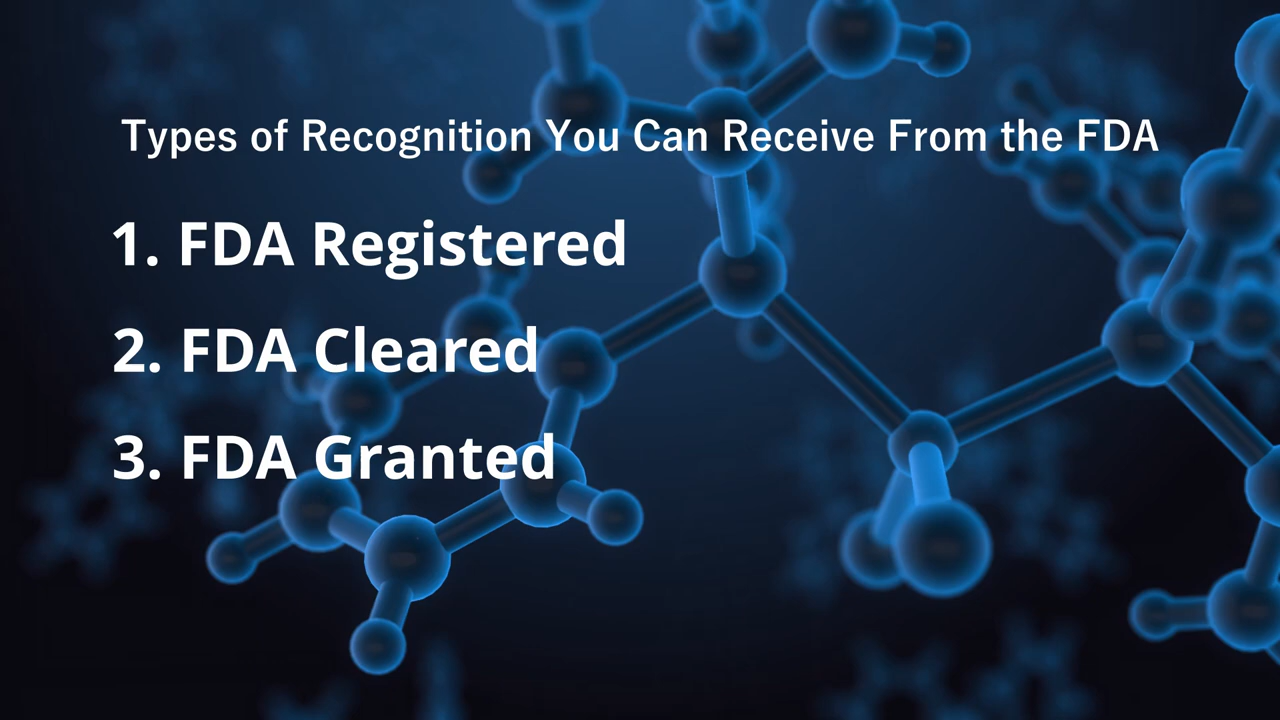 Types of Recognition You Can Receive From the FDA
1. FDA Registered
2. FDA Cleared
3. FDA Granted